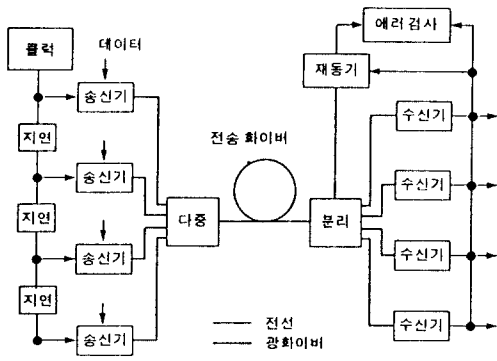 에러 검사
데이터
클럭
재동기
송신기
수신기
지연
전송 화이버
송신기
수신기
다중
분리
지연
송신기
수신기
지연
송신기
수신기
전선
광화이버